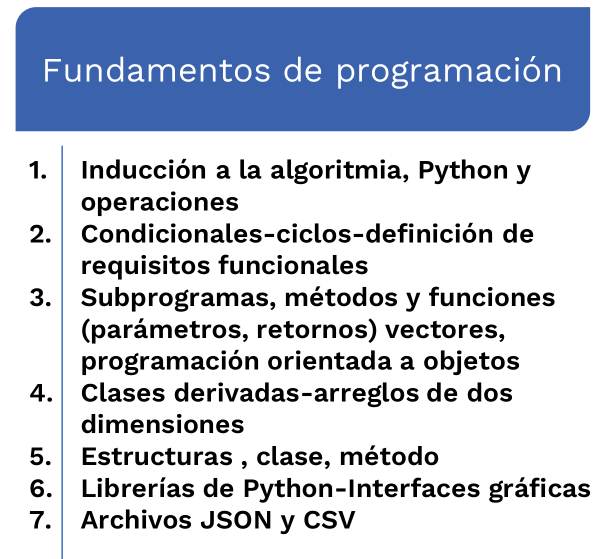 Fundamentos de programación
1. Inducción a la algoritmia, Python y
operaciones
2. Condicionales-ciclos-definición de
requisitos funcionales
3. Subprogramas, métodos y funciones
(parámetros, retornos) vectores,
programación orientada a objetos
4. Clases derivadas-arreglos de dos
dimensiones
5. Estructuras , clase, método
6. Librerías de Python-Interfaces gráficas
7. Archivos JSON y CSV